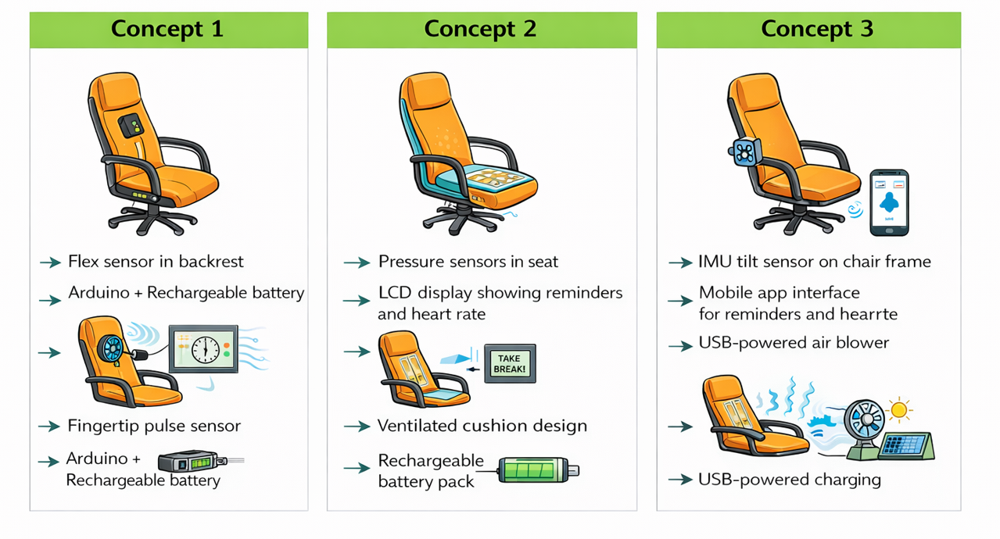 Concept 1
Flex sensor in backrest
Arduino + Rechargeable battery
Fingertip pulse sensor
Arduino +
Rechargeable battery
Concept 2
Pressure sensors in seat
LCD display showing reminders
and heart rate
TAKE
BREAK!
Ventilated cushion design
Rechargeable
battery pack
Concept 3
IMU tilt sensor on chair frame
Mobile app interface
for reminders and hearrte
USB-powered air blower
USB-powered charging